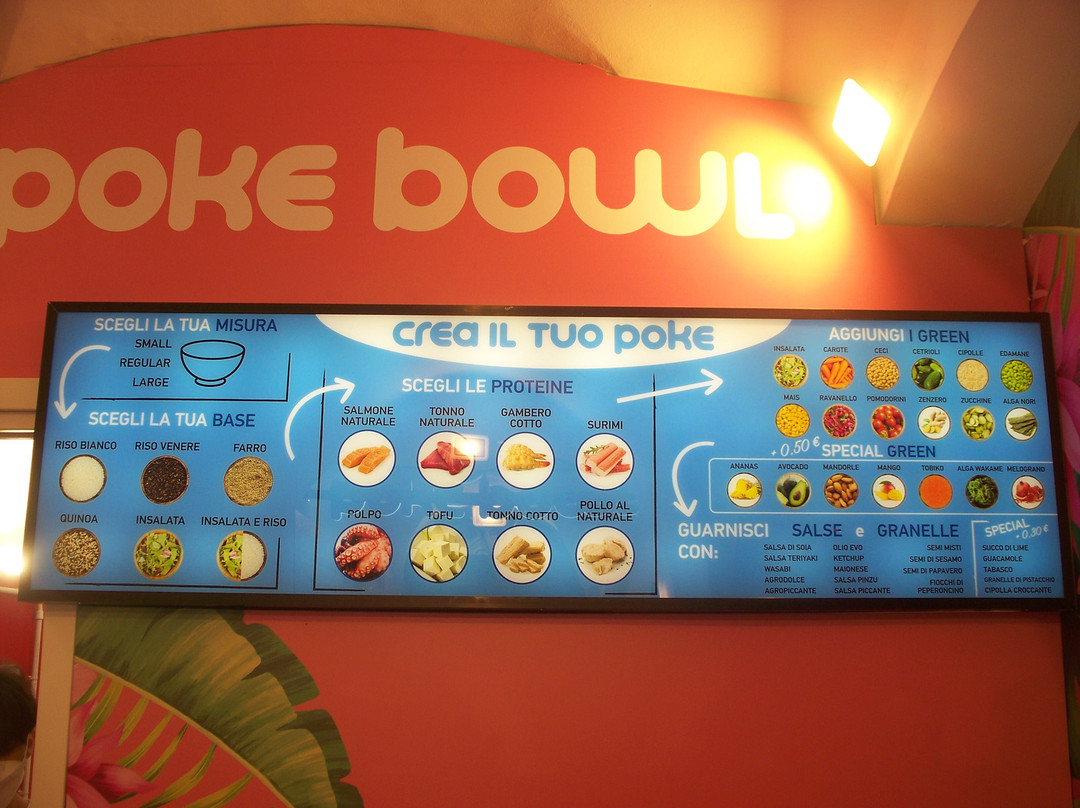 poke bowl
CREA IL TUO POKE
SCEGLI LA TUA MISURA
SMALL
REGULAR
LARGE
SCEGLI LA TUA BASE
RISO BIANCO RISO VENERE FARRO
QUINOA INSALATA INSALATA E RISO
SCEGLI LE PROTEINE
SALMONE NATURALE
TONNO NATURALE
GAMBERO COTTO
SURIMI
POLPO
TOFU
TONNO COTTO
POLLO AL NATURALE
AGGIUNGI I GREEN
INSALATA CAROTE CECI CETRIOLI CIPOLLE EDAMANE
MAIS RAVANELLO POMODORINI ZENZERO ZUCCHINE ALGA NORI
+0.50 € SPECIAL GREEN
ANANAS AVOCADO MANDORLE MANGO TOBIKO ALGA WAKAME MELOGRANO
GUARNISCI CON:
SALSE e GRANELLE
SALSA DI SOIA
SALSA TERIYAKI
WASABI
AGRODOLCE
AGROPICCANTE
OLIO EVO
KETCHUP
MAIONESE
SALSA PINZU
SALSA PICCANTE
SEMI MISTI
SEMI DI SESAMO
SEMI DI PAPAVERO
FIOCCHI DI
PEPERONCINO
SPECIAL
+0.30 €
SUCCO DI LIME
GUACAMOLE
TABASCO
GRANELLE DI PISTACCHIO
CIPOLLA CROCCANTE